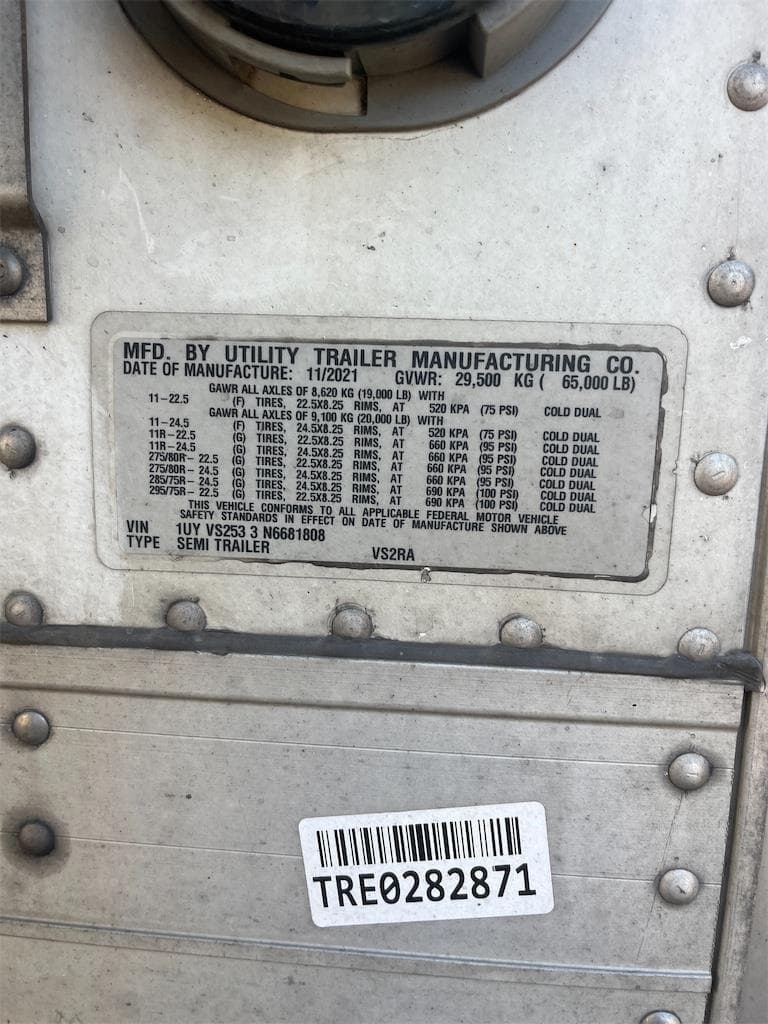 MFD. BY UTILITY TRAILER MANUFACTURING CO.
DATE OF MANUFACTURE: 11/2021 GVWR: 29,500 KG ( 65,000 LB)
GAWR ALL AXLES OF 8,620 KG (19,000 LB) WITH
11-22.5 (F) TIRES, 22.5X8.25 RIMS, AT 520 KPA (75 PSI) COLD DUAL
GAWR ALL AXLES OF 9,100 KG (20,000 LB) WITH
11-24.5 (F) TIRES, 24.5X8.25 RIMS, AT 520 KPA (75 PSI) COLD DUAL
11R-22.5 (G) TIRES, 22.5X8.25 RIMS, AT 660 KPA (95 PSI) COLD DUAL
11R-24.5 (G) TIRES, 24.5X8.25 RIMS, AT 660 KPA (95 PSI) COLD DUAL
275/80R- 22.5 (G) TIRES, 22.5X8.25 RIMS, AT 660 KPA (95 PSI) COLD DUAL
275/80R- 24.5 (G) TIRES, 24.5X8.25 RIMS, AT 660 KPA (95 PSI) COLD DUAL
285/75R- 24.5 (G) TIRES, 24.5X8.25 RIMS, AT 690 KPA (100 PSI) COLD DUAL
295/75R- 22.5 (G) TIRES, 22.5X8.25 RIMS, AT 690 KPA (100 PSI) COLD DUAL
THIS VEHICLE CONFORMS TO ALL APPLICABLE FEDERAL MOTOR VEHICLE
SAFETY STANDARDS IN EFFECT ON DATE OF MANUFACTURE SHOWN ABOVE
VIN 1UY VS253 3 N6681808
TYPE SEMI TRAILER VS2RA
TRE0282871